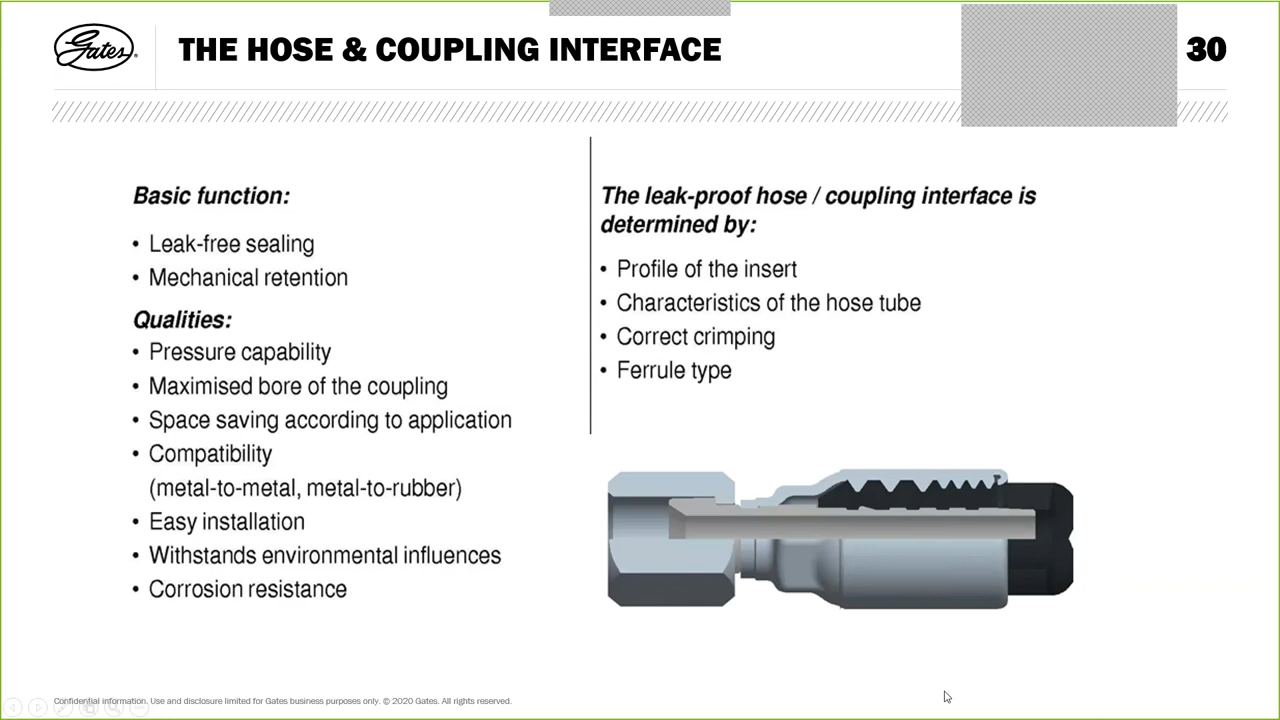 Gates®
THE HOSE & COUPLING INTERFACE
30
Basic function:
• Leak-free sealing
• Mechanical retention
Qualities:
• Pressure capability
• Maximised bore of the coupling
• Space saving according to application
• Compatibility
(metal-to-metal, metal-to-rubber)
• Easy installation
• Withstands environmental influences
• Corrosion resistance
The leak-proof hose / coupling interface is
determined by:
• Profile of the insert
• Characteristics of the hose tube
• Correct crimping
• Ferrule type
Confidential information. Use and disclosure limited for Gates business purposes only. © 2020 Gates. All rights reserved.